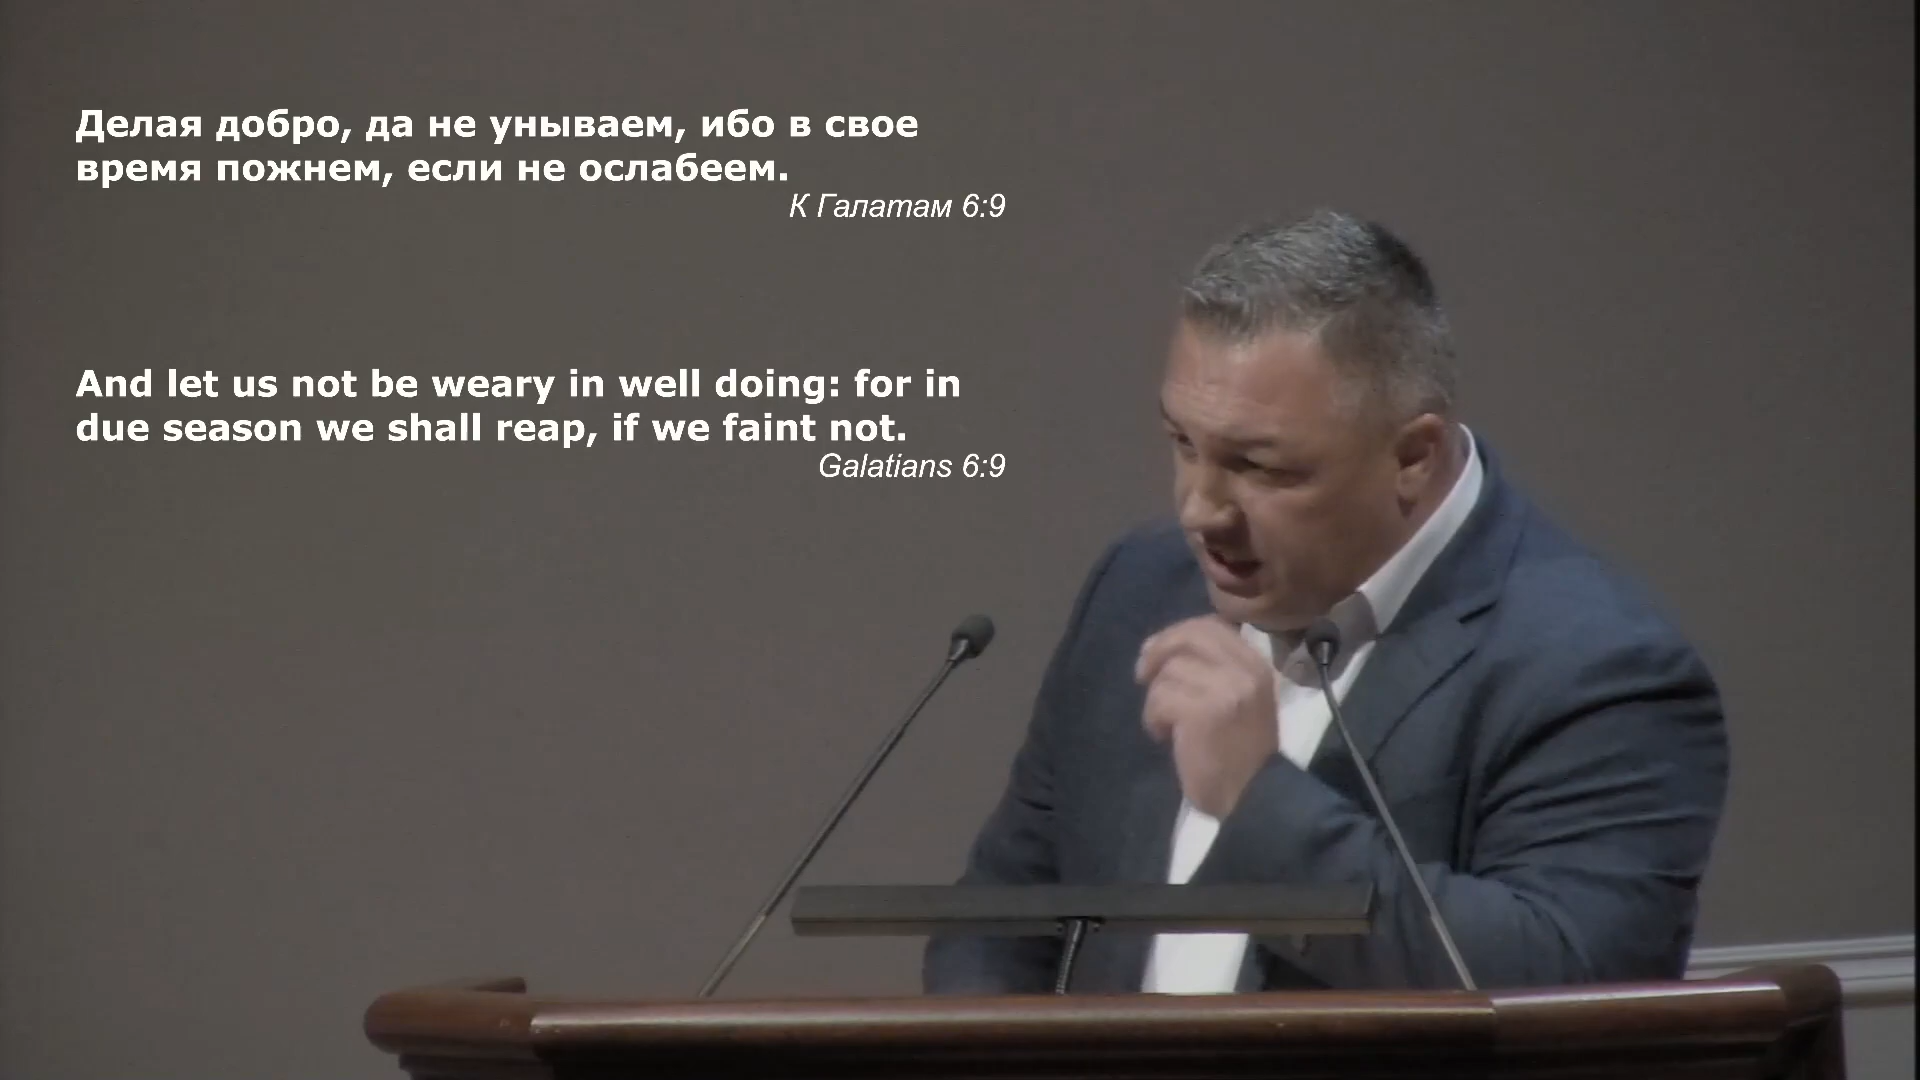 Делая добро, да не унываем, ибо в свое
время пожнем, если не ослабеем.
К Галатам 6:9
And let us not be weary in well doing: for in
due season we shall reap, if we faint not.
Galatians 6:9